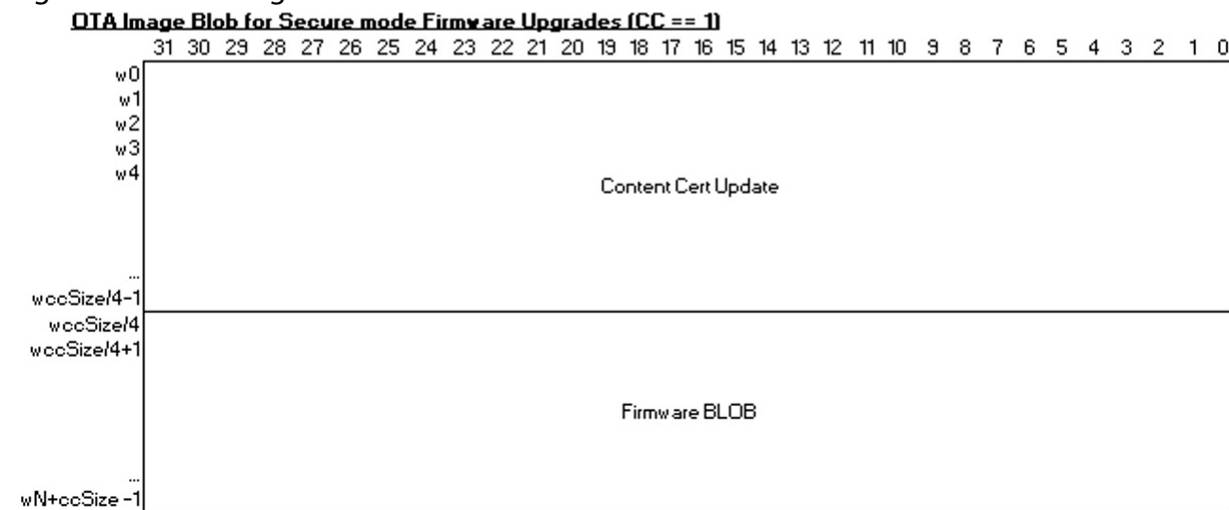 OTA Image Blob for Secure mode Firmware Upgrades (CC == 1)
31 30 29 28 27 26 25 24 23 22 21 20 19 18 17 16 15 14 13 12 11 10 9 8 7 6 5 4 3 2 1 0
w0
w1
w2
w3
w4
Content Cert Update
...
wccSize/4-1
wccSize/4
wccSize/4+1
Firmware BLOB
...
wN+ccSize -1